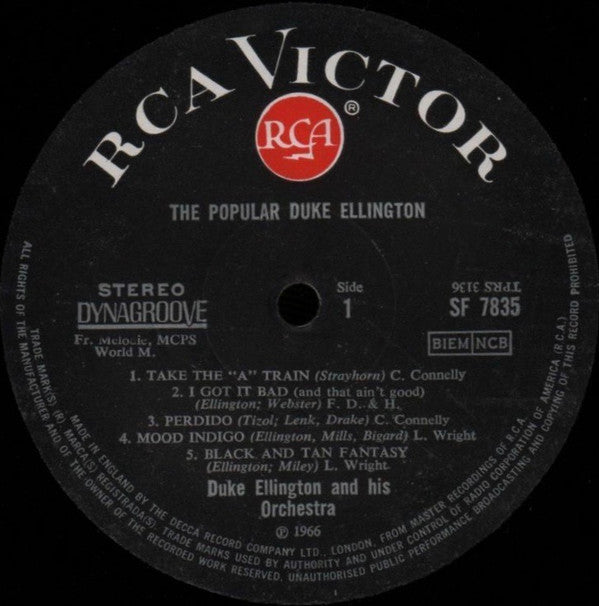 RCA VICTOR
RCA
®
THE POPULAR DUKE ELLINGTON
STEREO
DYNAGROOVE
Fr. Melodie, MCPS
World M.
Side
1
TPRS 3136
SF 7835
BIEM NCB
1. TAKE THE "A" TRAIN (Strayhorn) C. Connelly
2. I GOT IT BAD (and that ain't good)
(Ellington; Webster) F. D. & H.
3. PERDIDO (Tizol; Lenk, Drake) C. Connelly
4. MOOD INDIGO (Ellington, Mills, Bigard) L. Wright
5. BLACK AND TAN FANTASY
(Ellington; Miley) L. Wright
Duke Ellington and his
Orchestra
℗ 1966
TRADE MARK(S) (R) MARCA(S) REGISTRADA(S). TRADE MARKS USED BY AUTHORITY AND UNDER CONTROL OF RADIO CORPORATION OF AMERICA (R.C.A.)
MADE IN ENGLAND BY THE DECCA RECORD COMPANY LTD., LONDON, FROM MASTER RECORDINGS OF R.C.A.
ALL RIGHTS OF THE MANUFACTURER AND OF THE OWNER OF THE RECORDED WORK RESERVED, UNAUTHORISED PUBLIC PERFORMANCE BROADCASTING AND COPYING OF THIS RECORD PROHIBITED